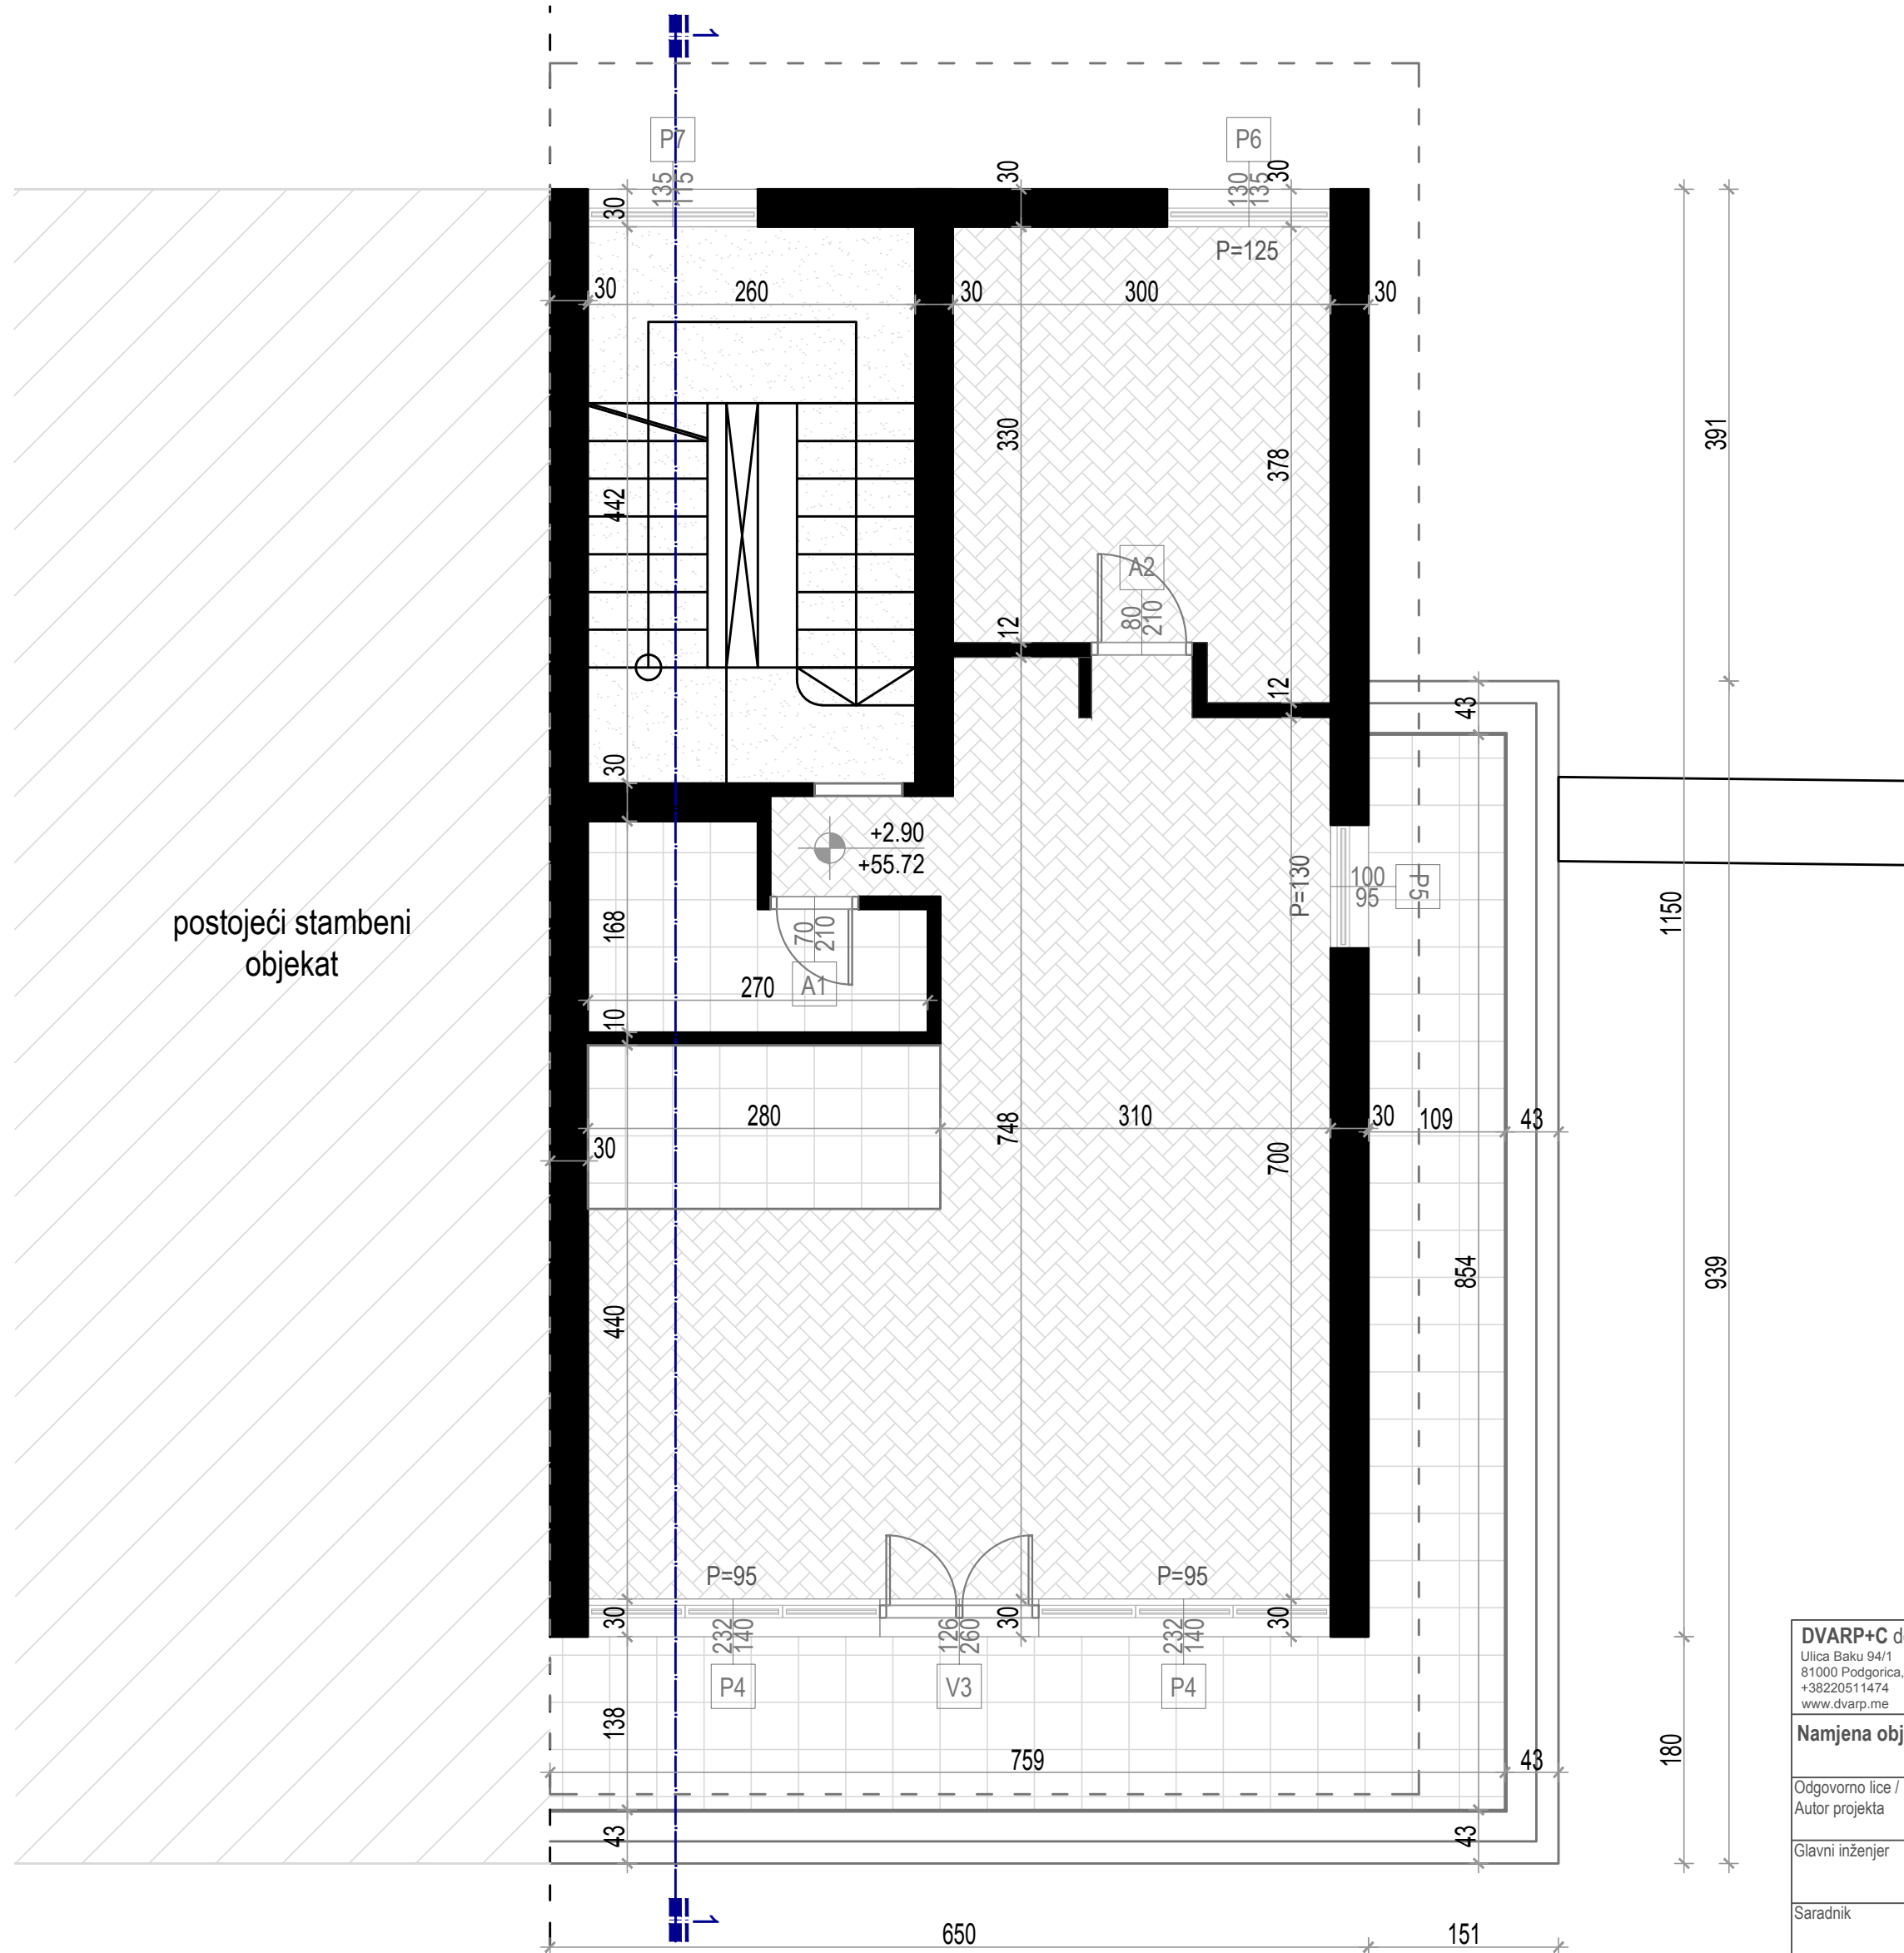 1
P7
P6
135
115
130
135
30
30
30
P=125
30
260
30
300
30
391
330
378
442
A2
80
210
12
12
43
30
+2.90
+55.72
P=130
100
95
P5
1150
postojeći stambeni
objekat
168
70
210
A1
270
10
280
748
310
30
109
43
30
700
854
939
440
P=95
P=95
30
232
140
126
260
30
232
140
30
P4
V3
P4
138
759
43
180
43
43
1
650
151
DVARP+C d
Ulica Baku 94/1
81000 Podgorica,
+38220511474
www.dvarp.me
Namjena obj
Odgovorno lice /
Autor projekta
Glavni inženjer
Saradnik